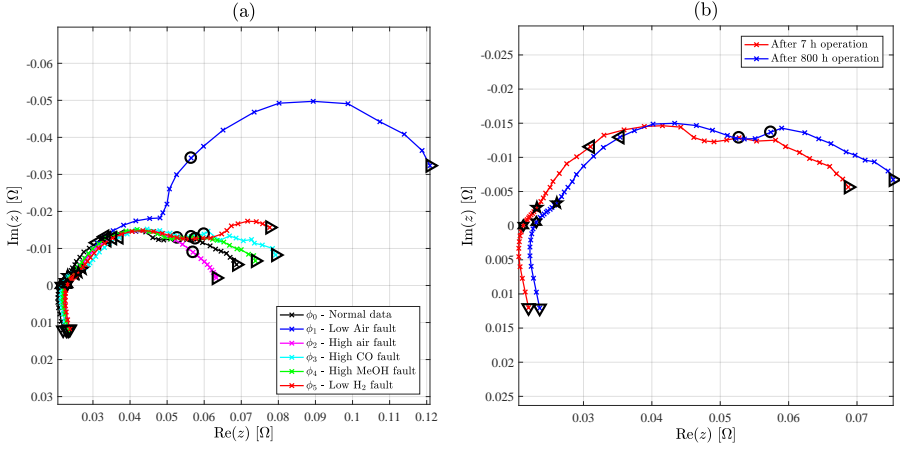 (a)
-0.06
-0.05
-0.04
-0.03
-0.02
-0.01
0
0.01
0.02
0.03
Im(z) [Ω]
0.03 0.04 0.05 0.06 0.07 0.08 0.09 0.1 0.11 0.12
Re(z) [Ω]
ϕ₀ - Normal data
ϕ₁ - Low Air fault
ϕ₂ - High air fault
ϕ₃ - High CO fault
ϕ₄ - High MeOH fault
ϕ₅ - Low H₂ fault
(b)
-0.025
-0.02
-0.015
-0.01
-0.005
0
0.005
0.01
0.015
0.02
0.025
Im(z) [Ω]
0.03 0.04 0.05 0.06 0.07
Re(z) [Ω]
After 7 h operation
After 800 h operation